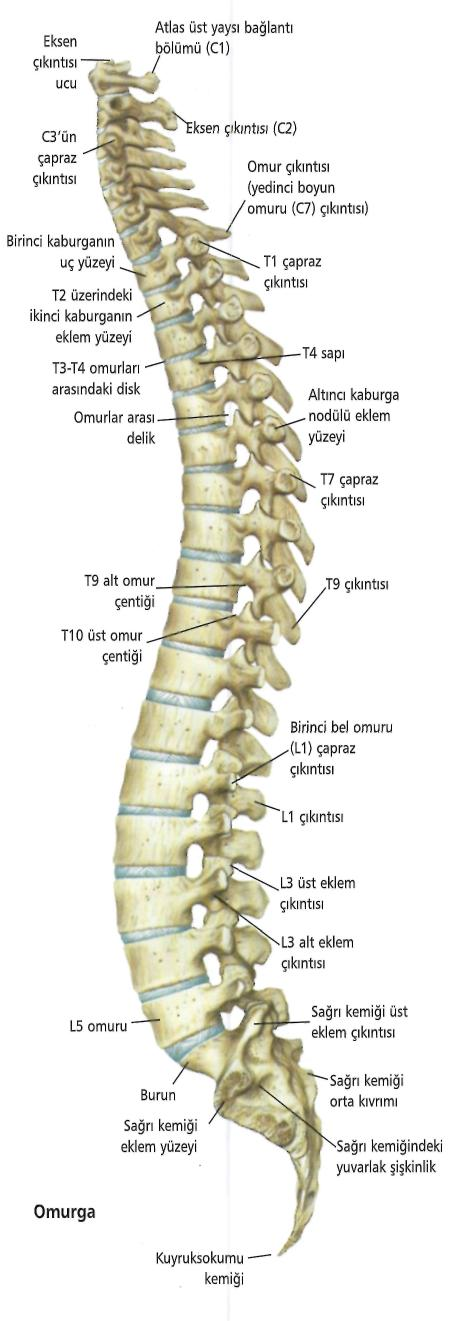 Atlas üst yaysı bağlantı
bölümü (C1)
Eksen
çıkıntısı
ucu
Eksen çıkıntısı (C2)
C3'ün
çapraz
çıkıntısı
Omur çıkıntısı
(yedinci boyun
omuru (C7) çıkıntısı)
Birinci kaburganın
uç yüzeyi
T1 çapraz
çıkıntısı
T2 üzerindeki
ikinci kaburganın
eklem yüzeyi
T4 sapı
T3-T4 omurları
arasındaki disk
Altıncı kaburga
nodülü eklem
yüzeyi
Omurlar arası
delik
T7 çapraz
çıkıntısı
T9 alt omur
çentiği
T9 çıkıntısı
T10 üst omur
çentiği
Birinci bel omuru
(L1) çapraz
çıkıntısı
L1 çıkıntısı
L3 üst eklem
çıkıntısı
L3 alt eklem
çıkıntısı
L5 omuru
Sağrı kemiği üst
eklem çıkıntısı
Burun
Sağrı kemiği
orta kıvrımı
Sağrı kemiği
eklem yüzeyi
Sağrı kemiğindeki
yuvarlak şişkinlik
Omurga
Kuyruksokumu
kemiği